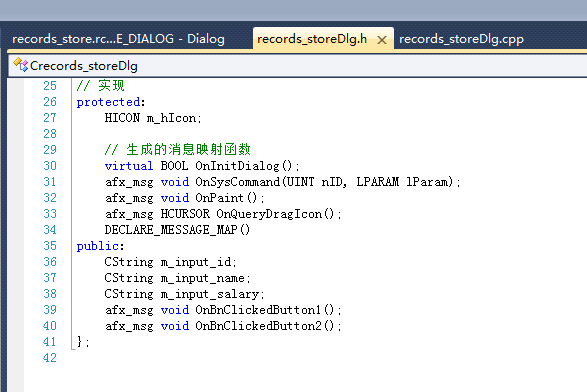 records_store.rc...E_DIALOG - Dialog records_storeDlg.h records_storeDlg.cpp
Crecords_storeDlg
25 // 实现
26 protected:
27 HICON m_hIcon;
28
29 // 生成的消息映射函数
30 virtual BOOL OnInitDialog();
31 afx_msg void OnSysCommand(UINT nID, LPARAM lParam);
32 afx_msg void OnPaint();
33 afx_msg HCURSOR OnQueryDragIcon();
34 DECLARE_MESSAGE_MAP()
35 public:
36 CString m_input_id;
37 CString m_input_name;
38 CString m_input_salary;
39 afx_msg void OnBnClickedButton1();
40 afx_msg void OnBnClickedButton2();
41 };
42